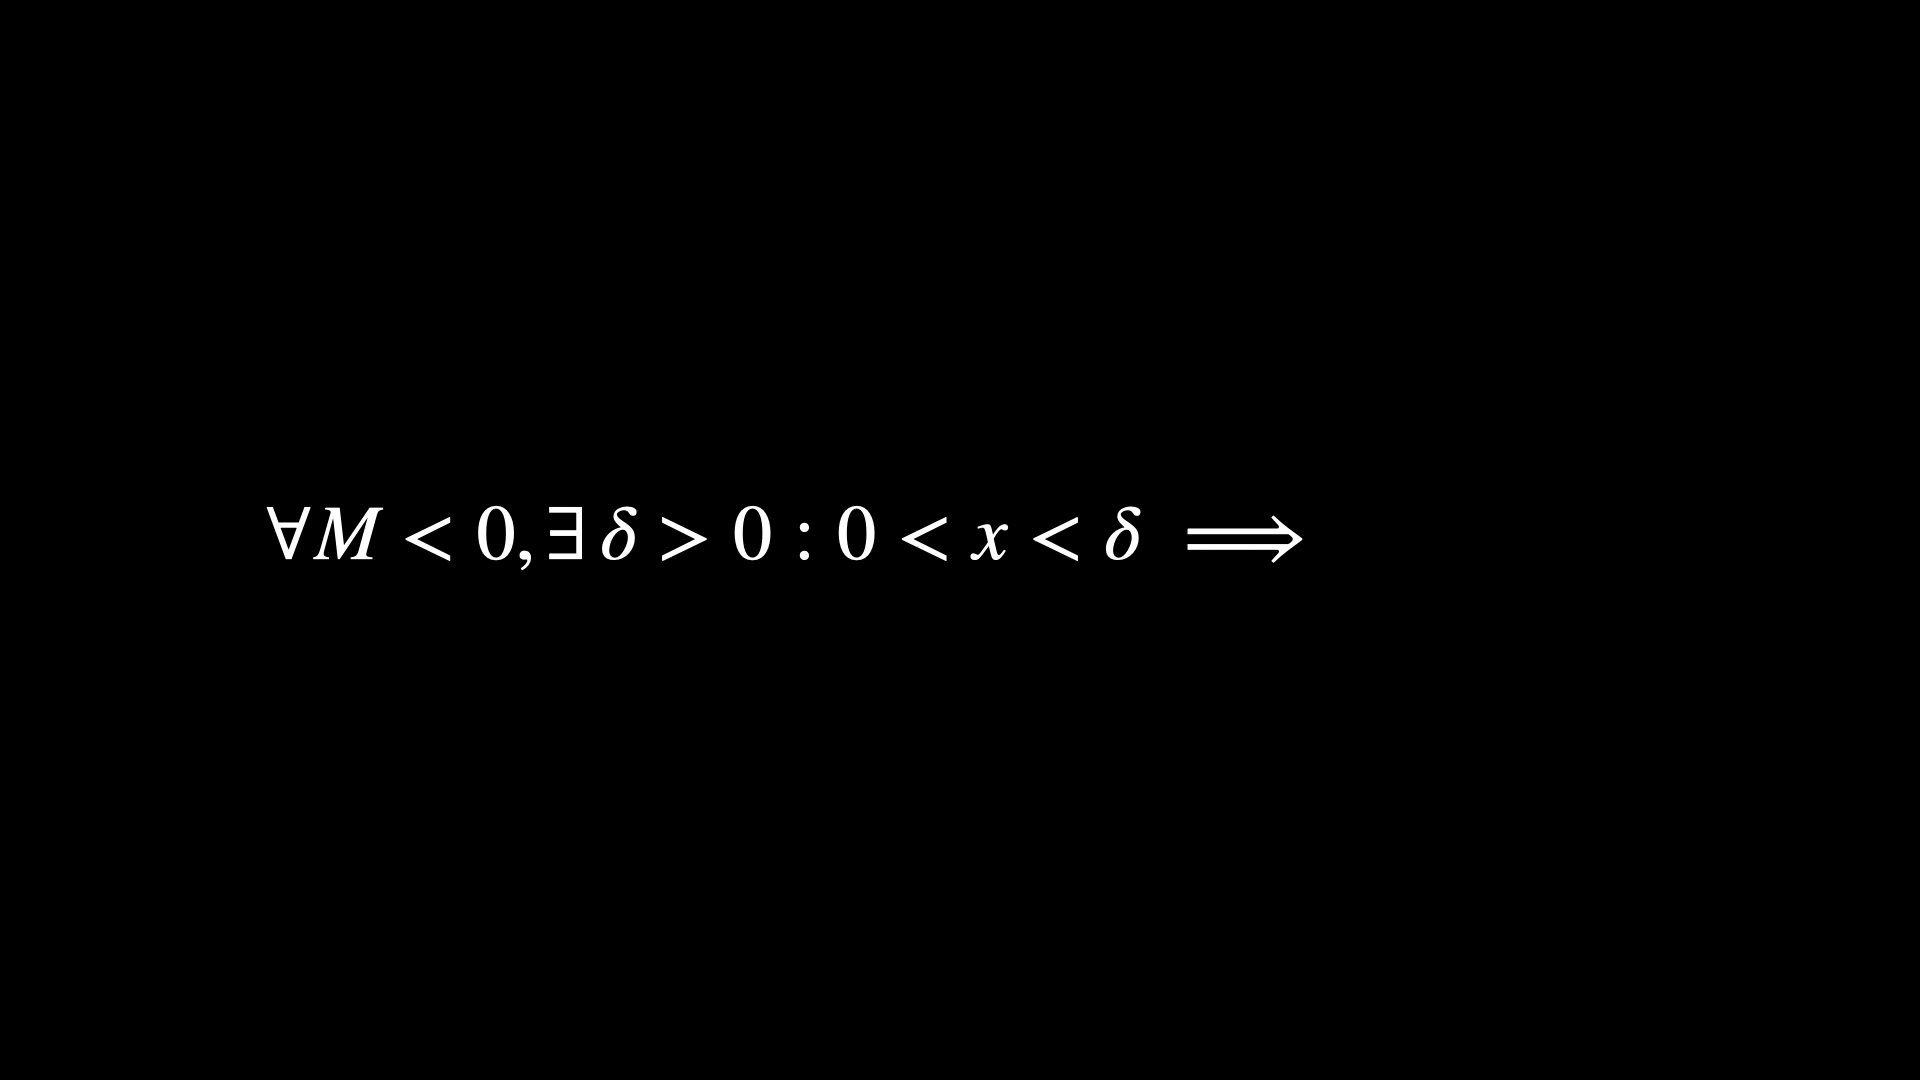 ∀M < 0, ∃ δ > 0 : 0 < x < δ ⟹